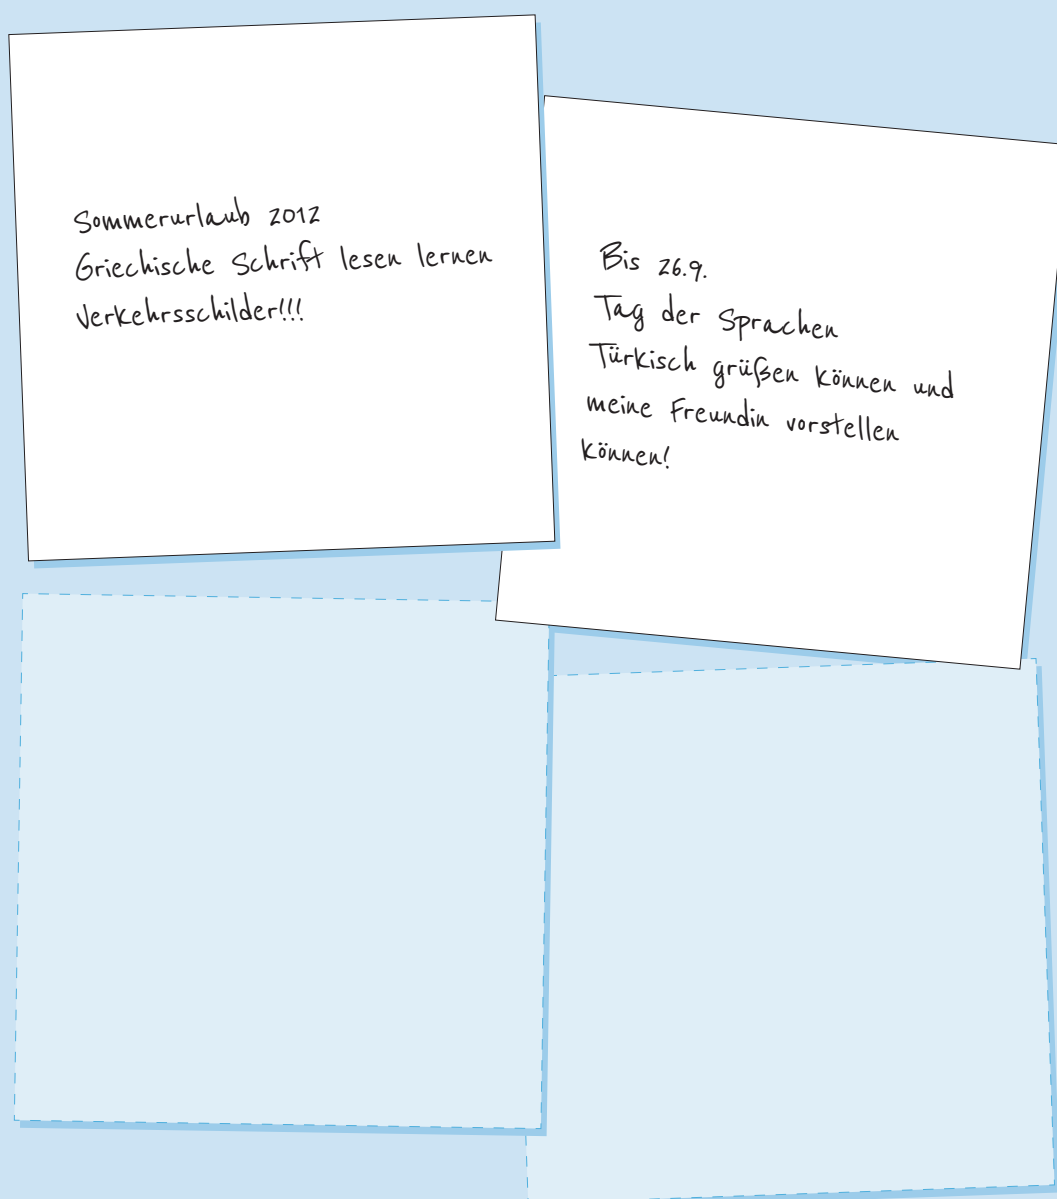 Sommerurlaub 2012
Griechische Schrift lesen lernen
Verkehrsschilder!!!
Bis 26.9.
Tag der Sprachen
Türkisch grüßen können und
meine Freundin vorstellen
können!